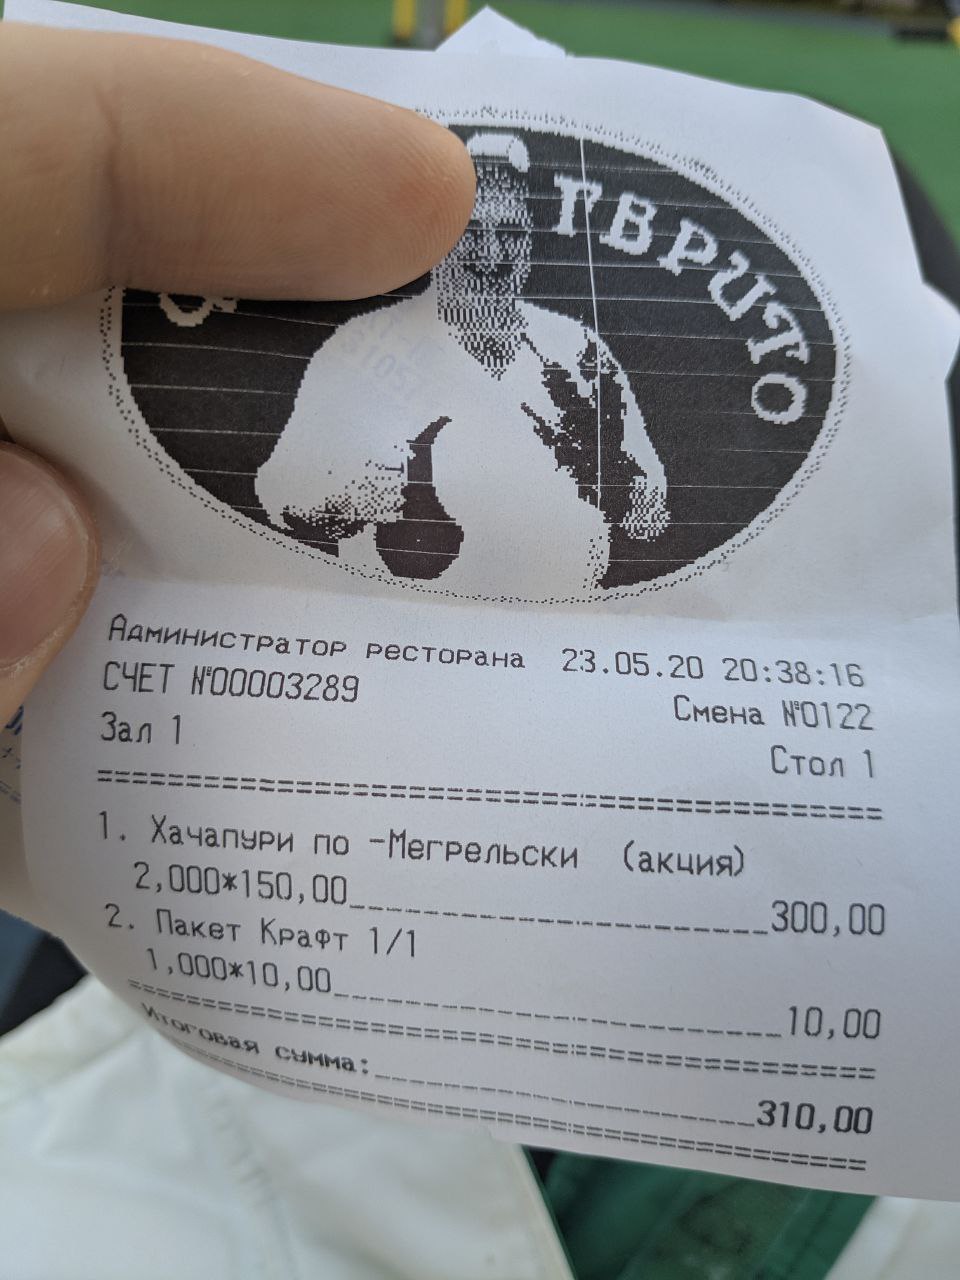 ГВРИТО
Администратор ресторана 23.05.20 20:38:16
СЧЕТ №00003289
Смена №0122
Зал 1
Стол 1
1. Хачапури по -Мегрельски (акция)
2,000*150,00 300,00
2. Пакет Крафт 1/1
1,000*10,00 10,00
Итоговая сумма: 310,00